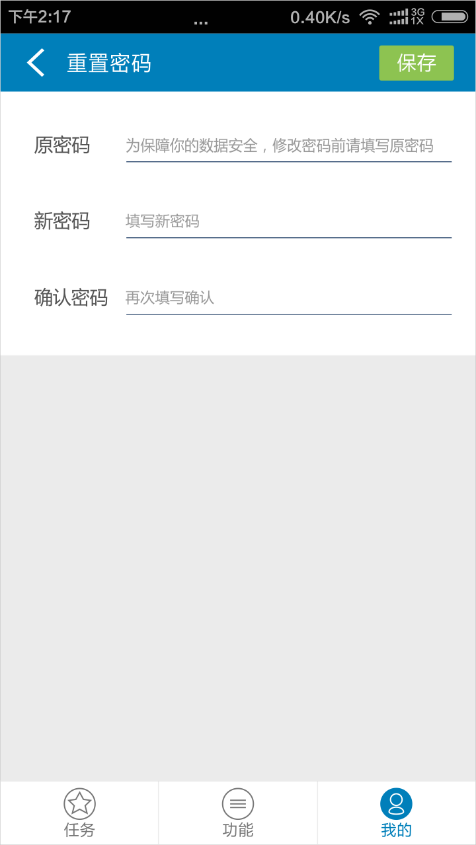 下午2:17 ... 0.40K/s 3G 1X
重置密码 保存
原密码 为保障你的数据安全，修改密码前请填写原密码
新密码 填写新密码
确认密码 再次填写确认
任务 功能 我的